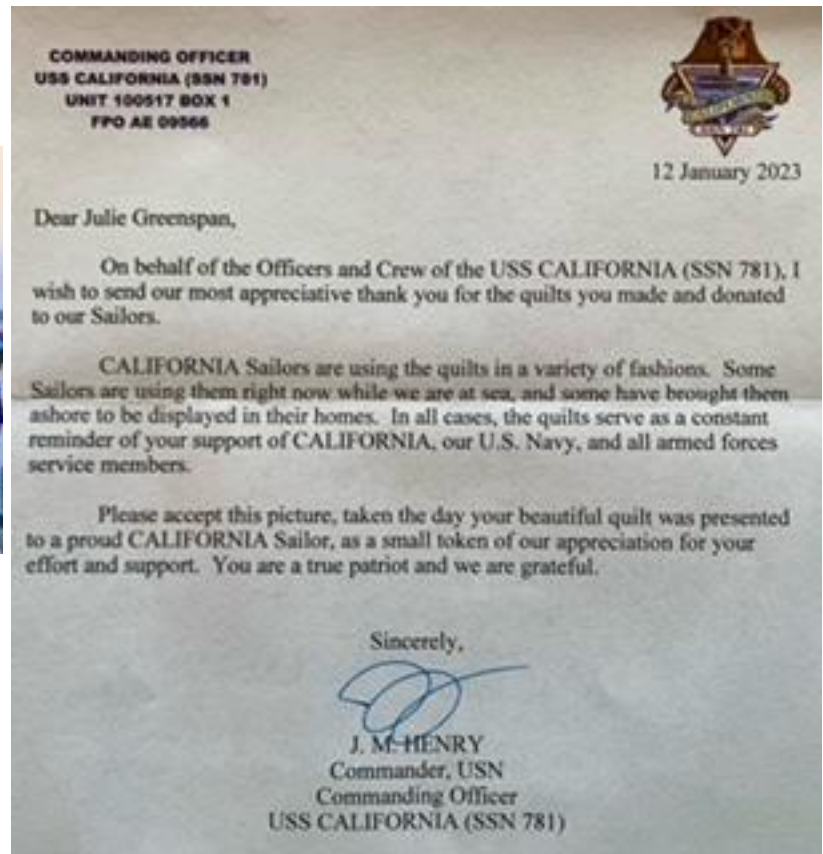 COMMANDING OFFICER
USS CALIFORNIA (SSN 781)
UNIT 100517 BOX 1
FPO AE 09566
SSN 781
12 January 2023
Dear Julie Greenspan,
On behalf of the Officers and Crew of the USS CALIFORNIA (SSN 781), I
wish to send our most appreciative thank you for the quilts you made and donated
to our Sailors.
CALIFORNIA Sailors are using the quilts in a variety of fashions. Some
Sailors are using them right now while we are at sea, and some have brought them
ashore to be displayed in their homes. In all cases, the quilts serve as a constant
reminder of your support of CALIFORNIA, our U.S. Navy, and all armed forces
service members.
Please accept this picture, taken the day your beautiful quilt was presented
to a proud CALIFORNIA Sailor, as a small token of our appreciation for your
effort and support. You are a true patriot and we are grateful.
Sincerely,
J. M. HENRY
Commander, USN
Commanding Officer
USS CALIFORNIA (SSN 781)